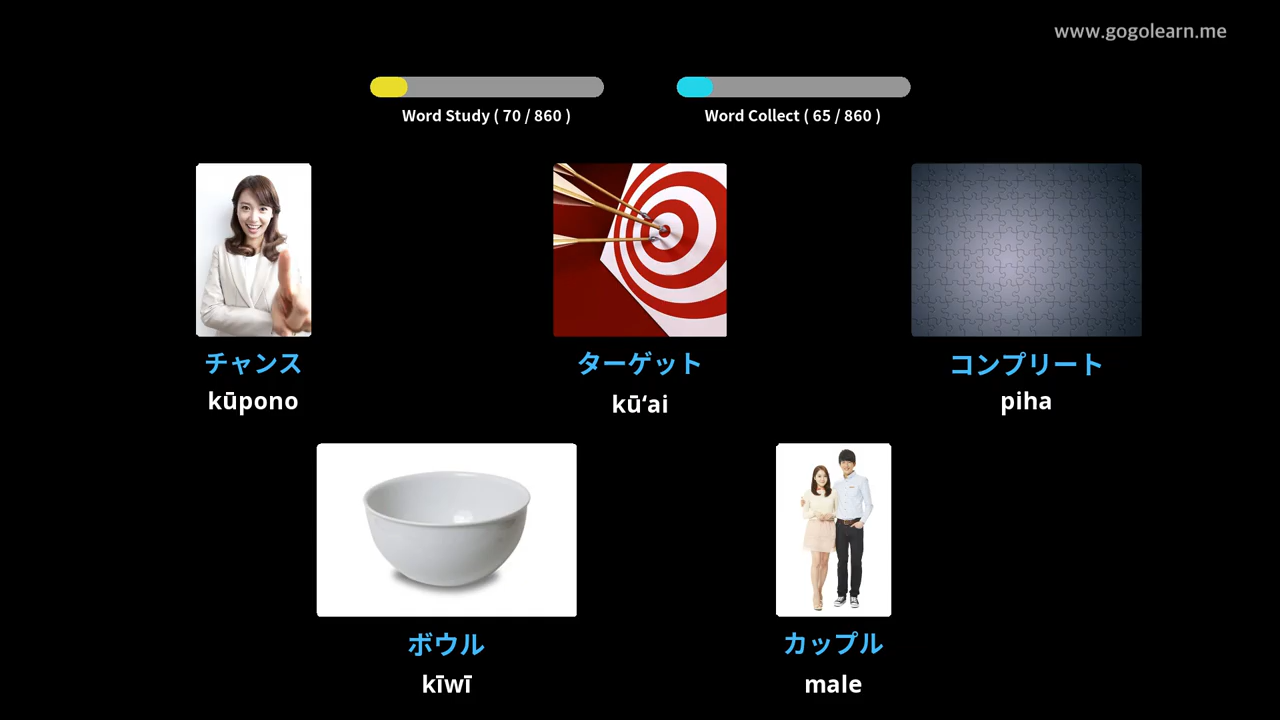 www.gogolearn.me
Word Study ( 70 / 860 )
Word Collect ( 65 / 860 )
チャンス
kūpono
ターゲット
kūʻai
コンプリート
piha
ボウル
kīwī
カップル
male